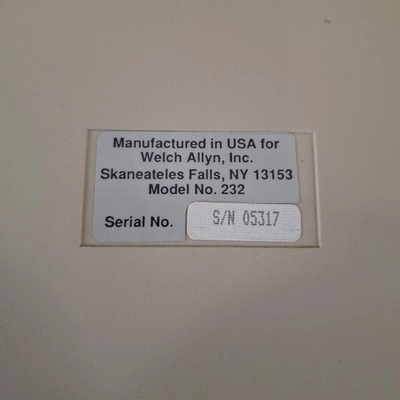 Manufactured in USA for
Welch Allyn, Inc.
Skaneateles Falls, NY 13153
Model No. 232
Serial No. S/N 05317